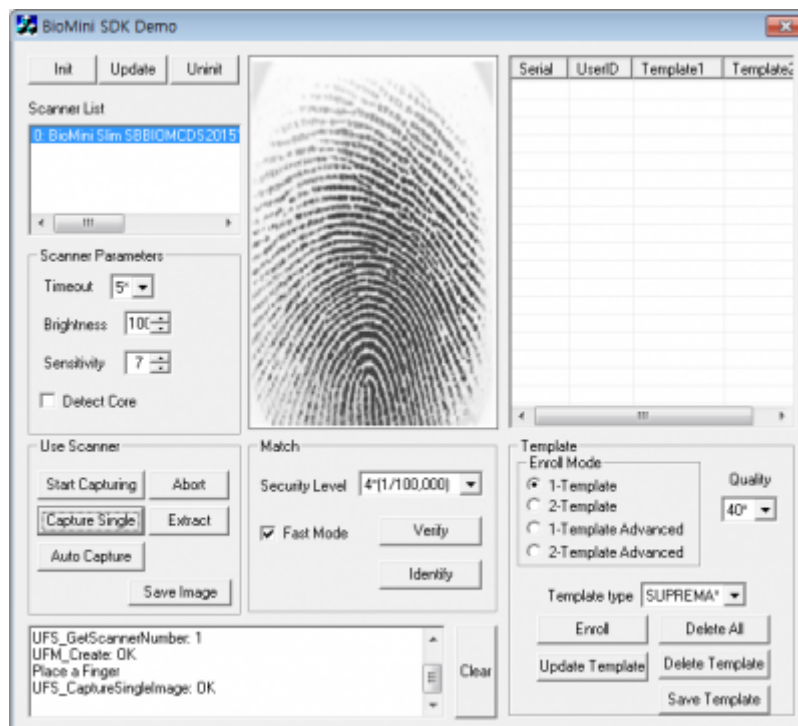 BioMini SDK Demo
Init Update Uninit
Scanner List
0: BioMini Slim SBBIOMCDS2015
Scanner Parameters
Timeout 5*
Brightness 100
Sensitivity 7
Detect Core
Serial UserID Template1 Template2
Use Scanner
Start Capturing Abort
Capture Single Extract
Auto Capture
Save Image
Match
Security Level 4*(1/100,000)
Fast Mode Verify
Identify
Template
Enroll Mode
1-Template
2-Template
1-Template Advanced
2-Template Advanced
Quality
40*
Template type SUPREMA*
Enroll Delete All
Update Template Delete Template
Save Template
UFS_GetScannerNumber: 1
UFM_Create: OK
Place a Finger
UFS_CaptureSingleImage: OK
Clear